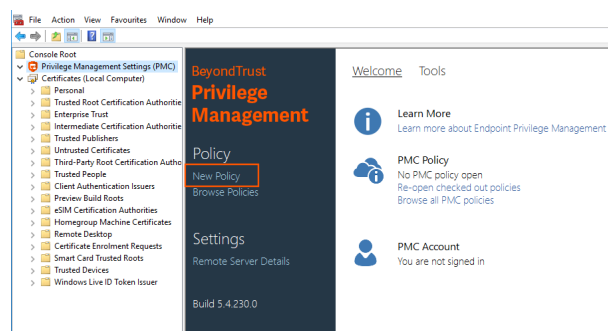 File Action View Favourites Window Help
Console Root
Privilege Management Settings (PMC)
Certificates (Local Computer)
Personal
Trusted Root Certification Authoritie
Enterprise Trust
Intermediate Certification Authoritie
Trusted Publishers
Untrusted Certificates
Third-Party Root Certification Autho
Trusted People
Client Authentication Issuers
Preview Build Roots
eSIM Certification Authorities
Homegroup Machine Certificates
Remote Desktop
Certificate Enrolment Requests
Smart Card Trusted Roots
Trusted Devices
Windows Live ID Token Issuer
BeyondTrust
Privilege
Management
Policy
New Policy
Browse Policies
Settings
Remote Server Details
Build 5.4.230.0
Welcome Tools
Learn More
Learn more about Endpoint Privilege Management
PMC Policy
No PMC policy open
Re-open checked out policies
Browse all PMC policies
PMC Account
You are not signed in